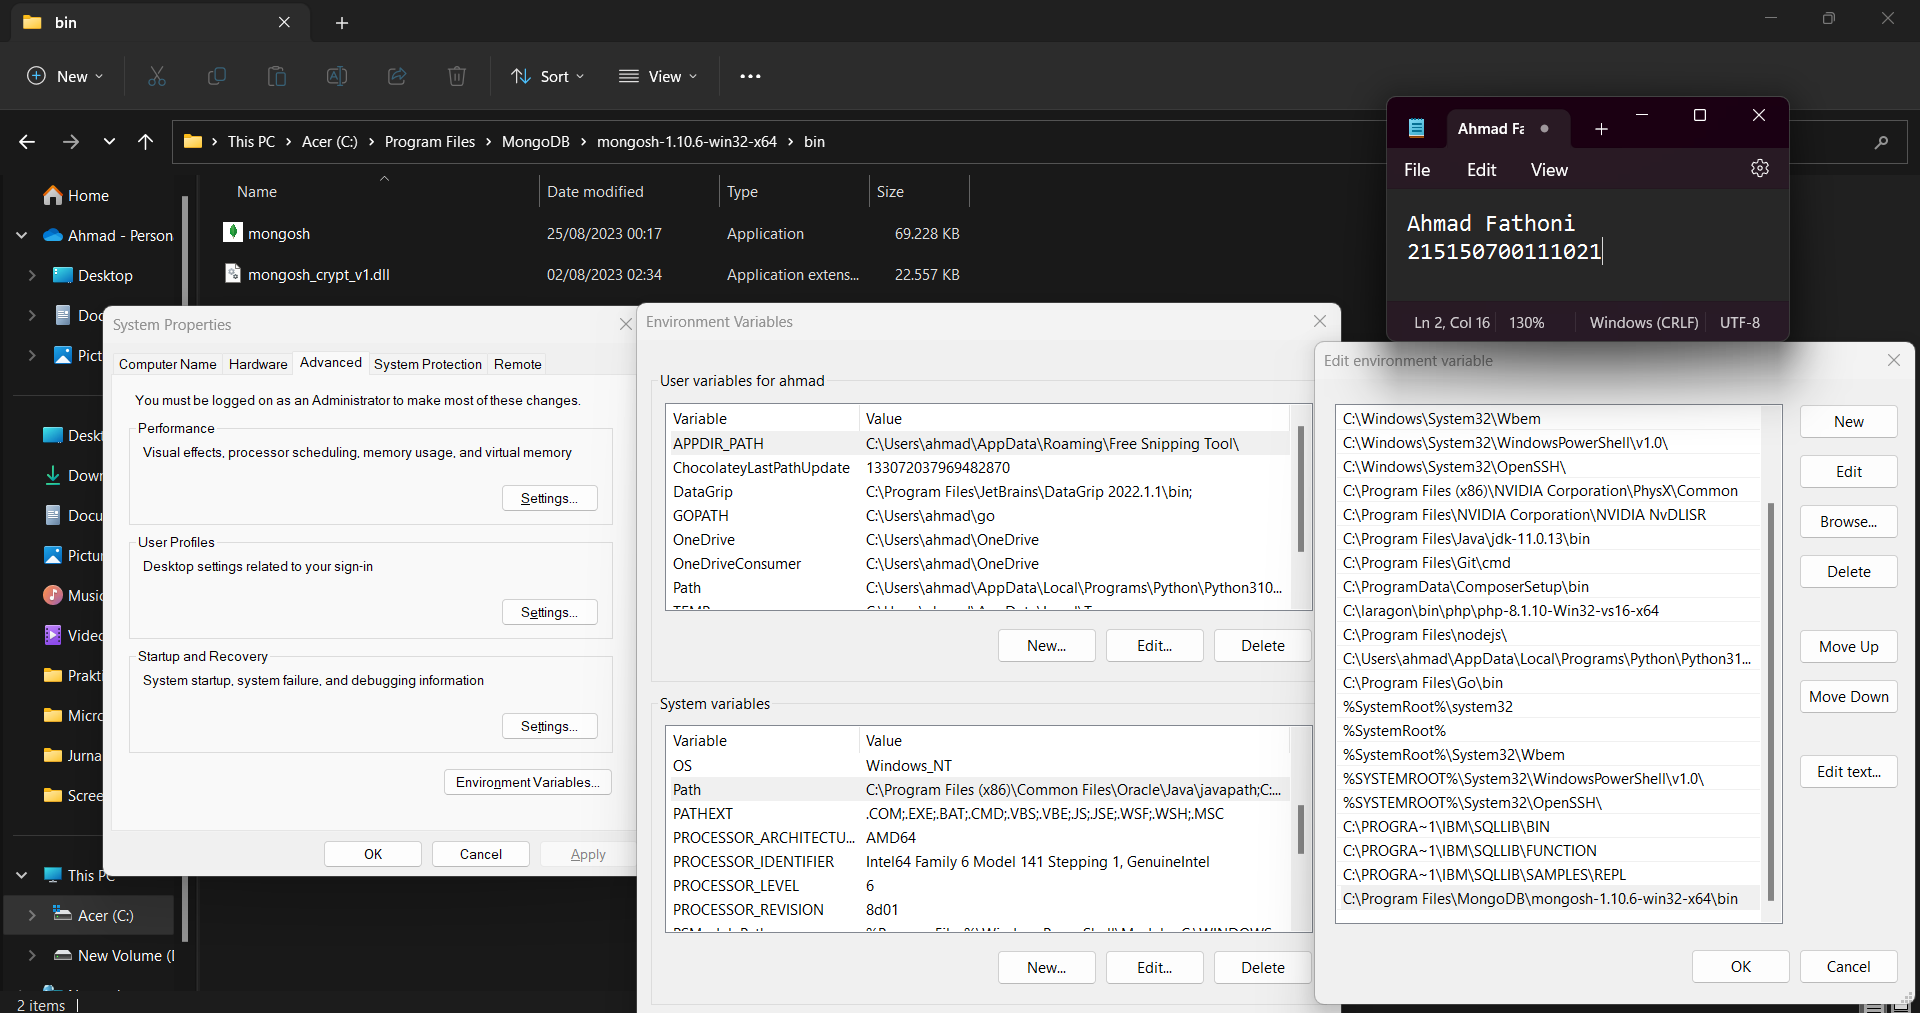 bin
New
Sort
View
This PC
Acer (C:)
Program Files
MongoDB
mongosh-1.10.6-win32-x64
bin
Name
Date modified
Type
Size
mongosh
25/08/2023 00:17
Application
69.228 KB
mongosh_crypt_v1.dll
02/08/2023 02:34
Application extens...
22.557 KB
Home
Ahmad - Person
Desktop
Doc
Pict
Deskt
Down
Docu
Pictur
Music
Video
Prakti
Micro
Jurna
Scree
This PC
Acer (C:)
New Volume (
2 items
Ahmad Fa
File
Edit
View
Ahmad Fathoni
215150700111021
Ln 2, Col 16
130%
Windows (CRLF)
UTF-8
System Properties
Computer Name
Hardware
Advanced
System Protection
Remote
You must be logged on as an Administrator to make most of these changes.
Performance
Visual effects, processor scheduling, memory usage, and virtual memory
Settings...
User Profiles
Desktop settings related to your sign-in
Settings...
Startup and Recovery
System startup, system failure, and debugging information
Settings...
Environment Variables...
OK
Cancel
Apply
Environment Variables
User variables for ahmad
Variable
Value
APPDIR_PATH
C:\Users\ahmad\AppData\Roaming\Free Snipping Tool\
ChocolateyLastPathUpdate
133072037969482870
DataGrip
C:\Program Files\JetBrains\DataGrip 2022.1.1\bin;
GOPATH
C:\Users\ahmad\go
OneDrive
C:\Users\ahmad\OneDrive
OneDriveConsumer
C:\Users\ahmad\OneDrive
Path
C:\Users\ahmad\AppData\Local\Programs\Python\Python310...
New...
Edit...
Delete
System variables
Variable
Value
OS
Windows_NT
Path
C:\Program Files (x86)\Common Files\Oracle\Java\javapath;C:...
PATHEXT
.COM;.EXE;.BAT;.CMD;.VBS;.VBE;.JS;.JSE;.WSF;.WSH;.MSC
PROCESSOR_ARCHITECTU...
AMD64
PROCESSOR_IDENTIFIER
Intel64 Family 6 Model 141 Stepping 1, GenuineIntel
PROCESSOR_LEVEL
6
PROCESSOR_REVISION
8d01
New...
Edit...
Delete
Edit environment variable
C:\Windows\System32\Wbem
C:\Windows\System32\WindowsPowerShell\v1.0\
C:\Windows\System32\OpenSSH\
C:\Program Files (x86)\NVIDIA Corporation\PhysX\Common
C:\Program Files\NVIDIA Corporation\NVIDIA NvDLISR
C:\Program Files\Java\jdk-11.0.13\bin
C:\Program Files\Git\cmd
C:\ProgramData\ComposerSetup\bin
C:\laragon\bin\php\php-8.1.10-Win32-vs16-x64
C:\Program Files\nodejs\
C:\Users\ahmad\AppData\Local\Programs\Python\Python31...
C:\Program Files\Go\bin
%SystemRoot%\system32
%SystemRoot%
%SystemRoot%\System32\Wbem
%SYSTEMROOT%\System32\WindowsPowerShell\v1.0\
%SYSTEMROOT%\System32\OpenSSH\
C:\PROGRA~1\IBM\SQLLIB\BIN
C:\PROGRA~1\IBM\SQLLIB\FUNCTION
C:\PROGRA~1\IBM\SQLLIB\SAMPLES\REPL
C:\Program Files\MongoDB\mongosh-1.10.6-win32-x64\bin
New
Edit
Browse...
Delete
Move Up
Move Down
Edit text...
OK
Cancel